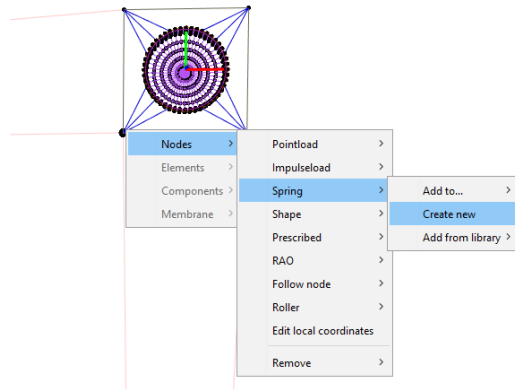 Nodes
Elements
Components
Membrane
Pointload
Impulseload
Spring
Shape
Prescribed
RAO
Follow node
Roller
Edit local coordinates
Remove
Add to...
Create new
Add from library